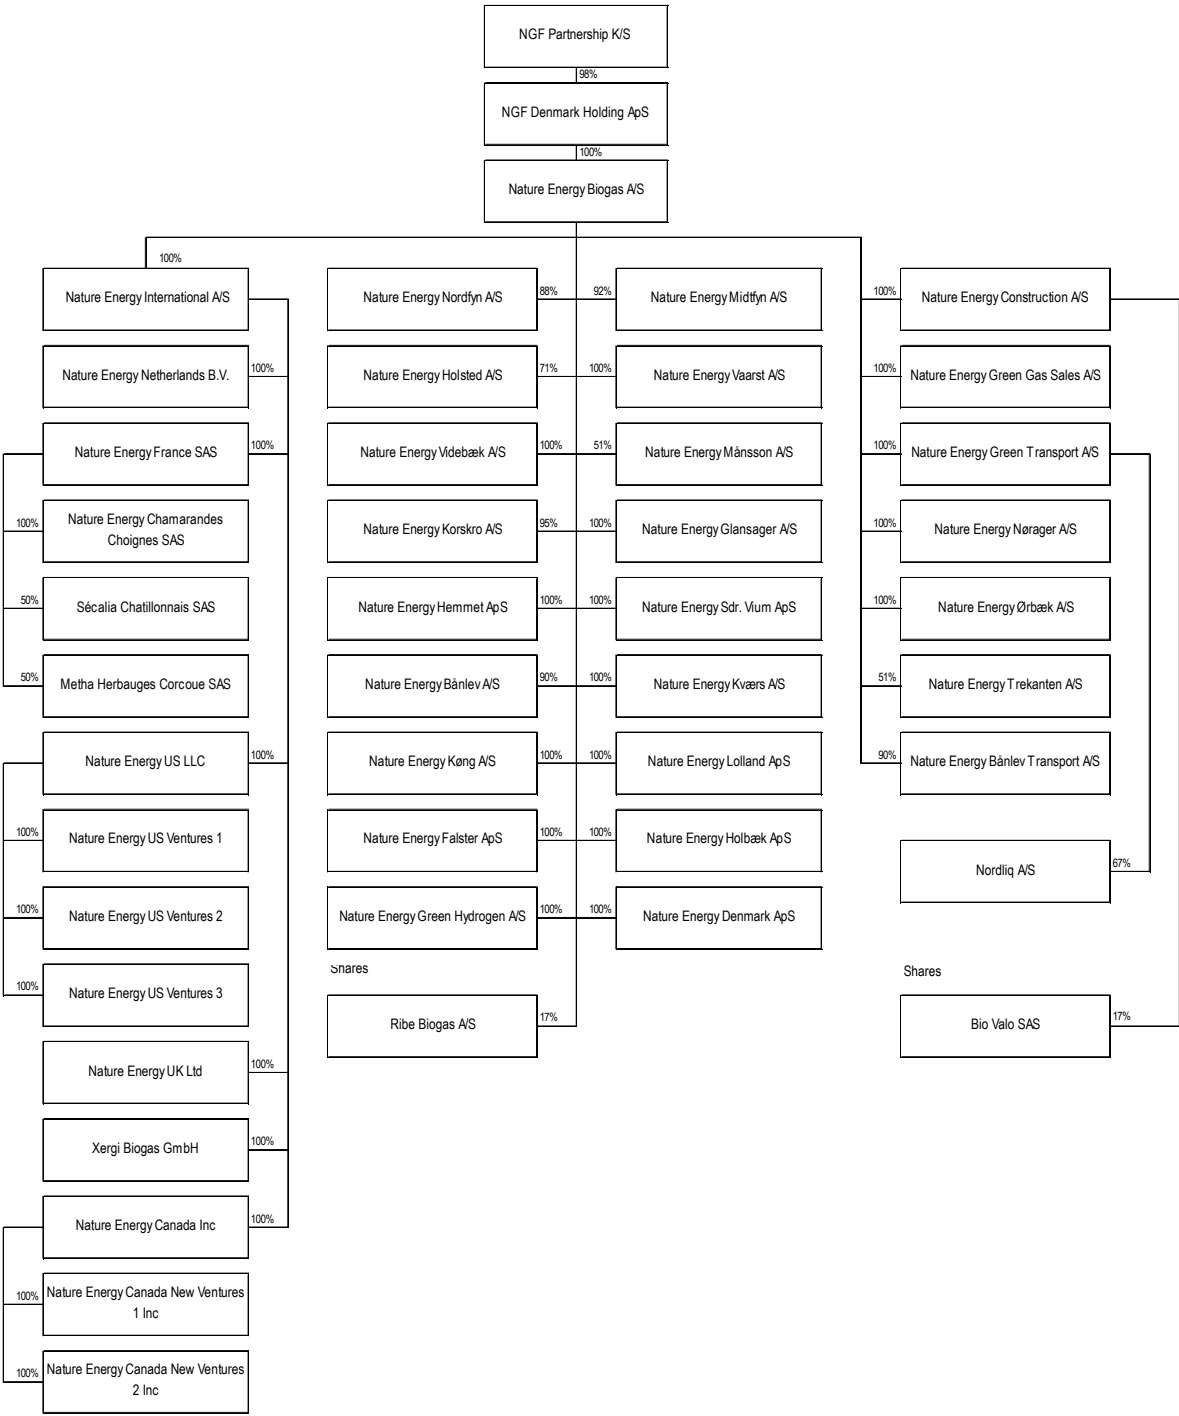 NGF Partnership K/S
98%
NGF Denmark Holding ApS
100%
Nature Energy Biogas A/S
100%
Nature Energy International A/S
Nature Energy Netherlands B.V.
100%
Nature Energy France SAS
100%
100%
Nature Energy Chamarandes
Choignes SAS
50%
Sécalia Chatillonnais SAS
50%
Metha Herbauges Corcoue SAS
Nature Energy US LLC
100%
100%
Nature Energy US Ventures 1
100%
Nature Energy US Ventures 2
100%
Nature Energy US Ventures 3
Nature Energy UK Ltd
100%
Xergi Biogas GmbH
100%
Nature Energy Canada Inc
100%
100%
Nature Energy Canada New Ventures
1 Inc
100%
Nature Energy Canada New Ventures
2 Inc
Nature Energy Nordfyn A/S
88%
92%
Nature Energy Midtfyn A/S
Nature Energy Holsted A/S
71%
100%
Nature Energy Vaarst A/S
Nature Energy Videbæk A/S
100%
51%
Nature Energy Månsson A/S
Nature Energy Korskro A/S
95%
100%
Nature Energy Glansager A/S
Nature Energy Hemmet ApS
100%
100%
Nature Energy Sdr. Vium ApS
Nature Energy Bånlev A/S
90%
100%
Nature Energy Kværs A/S
Nature Energy Køng A/S
100%
100%
Nature Energy Lolland ApS
Nature Energy Falster ApS
100%
100%
Nature Energy Holbæk ApS
Nature Energy Green Hydrogen A/S
100%
100%
Nature Energy Denmark ApS
Shares
Ribe Biogas A/S
17%
100%
Nature Energy Construction A/S
100%
Nature Energy Green Gas Sales A/S
100%
Nature Energy Green Transport A/S
100%
Nature Energy Nørager A/S
100%
Nature Energy Ørbæk A/S
51%
Nature Energy Trekanten A/S
90%
Nature Energy Bånlev Transport A/S
Nordliq A/S
67%
Shares
Bio Valo SAS
17%